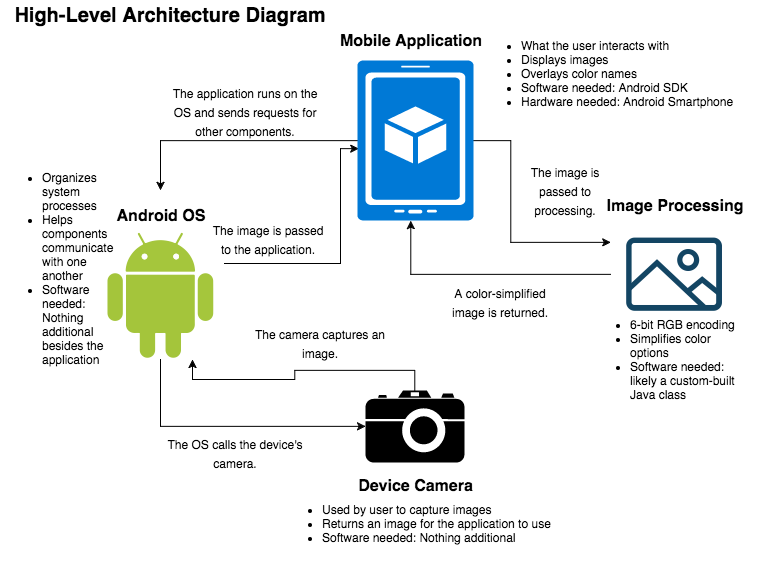 High-Level Architecture Diagram
Mobile Application
• What the user interacts with
• Displays images
• Overlays color names
• Software needed: Android SDK
• Hardware needed: Android Smartphone
The application runs on the
OS and sends requests for
other components.
• Organizes
system
processes
• Helps
components
communicate
with one
another
• Software
needed:
Nothing
additional
besides the
application
Android OS
The image is passed
to the application.
The image is
passed to
processing.
Image Processing
A color-simplified
image is returned.
• 6-bit RGB encoding
• Simplifies color
options
• Software needed:
likely a custom-built
Java class
The camera captures an
image.
The OS calls the device's
camera.
Device Camera
• Used by user to capture images
• Returns an image for the application to use
• Software needed: Nothing additional